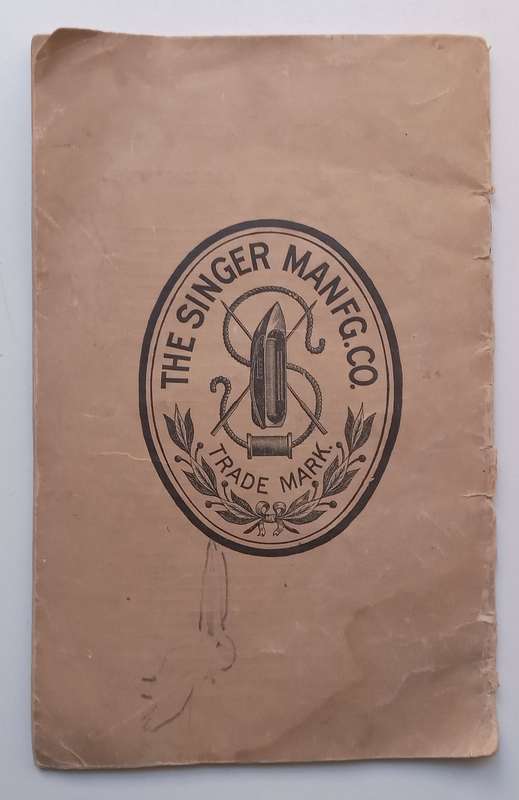 THE SINGER MANFG. CO.
TRADE MARK.